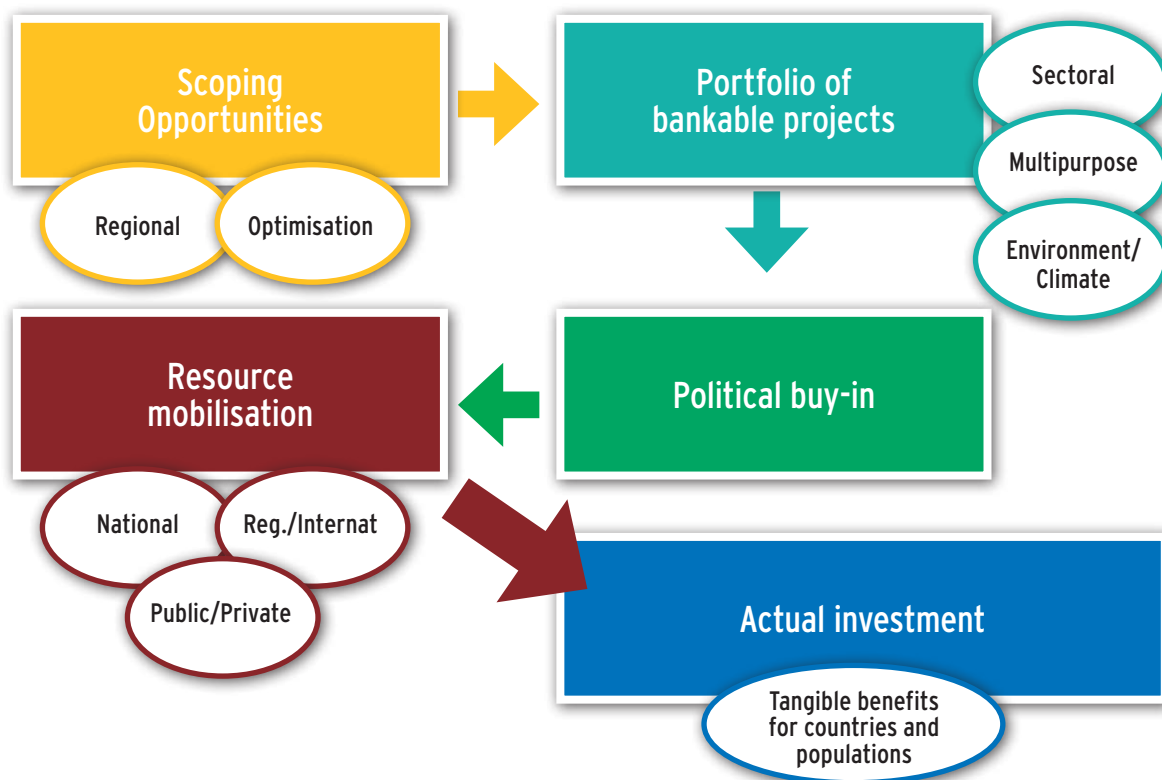 Scoping
Opportunities
Regional
Optimisation
Portfolio of
bankable projects
Sectoral
Multipurpose
Environment/
Climate
Political buy-in
Resource
mobilisation
National
Reg./Internat
Public/Private
Actual investment
Tangible benefits
for countries and
populations